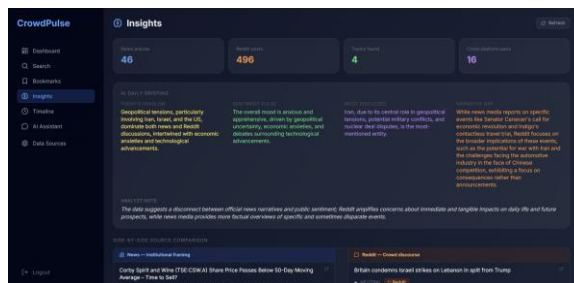 CrowdPulse
Insights
Refresh
Dashboard
Search
Bookmarks
Insights
Timeline
AI Assistant
Data Sources
Logout
News articles
46
Reddit posts
496
Topics found
4
Cross-platform pairs
16
AI DAILY BRIEFING
Geopolitical tensions, particularly
involving Iran, Israel, and the US,
dominate both news and Reddit
discussions, intertwined with economic
anxieties and technological
advancements.
The overall mood is anxious and
apprehensive, driven by geopolitical
uncertainty, economic anxieties, and
debates surrounding technological
advancements.
Iran, due to its central role in geopolitical
tensions, potential military conflicts, and
nuclear deal disputes, is the most-
mentioned entity.
While news media reports on specific
events like Senator Canavan's call for
economic revolution and Indigo's
contactless travel trial, Reddit focuses on
the broader implications of these events,
such as the potential for war with Iran and
the challenges facing the automotive
industry in the face of Chinese
competition, exhibiting a focus on
consequences rather than
announcements.
ANALYST NOTE
The data suggests a disconnect between official news narratives and public sentiment; Reddit amplifies concerns about immediate and tangible impacts on daily life and future
prospects, while news media provides more factual overviews of specific and sometimes disparate events.
SIDE-BY-SIDE SOURCE COMPARISON
News — Institutional framing
Corby Spirit and Wine (TSE:CSW.A) Share Price Passes Below 50-Day Moving
Average – Time to Sell?
Reddit — Crowd discourse
Britain condemns Israeli strikes on Lebanon in split from Trump
Reddit